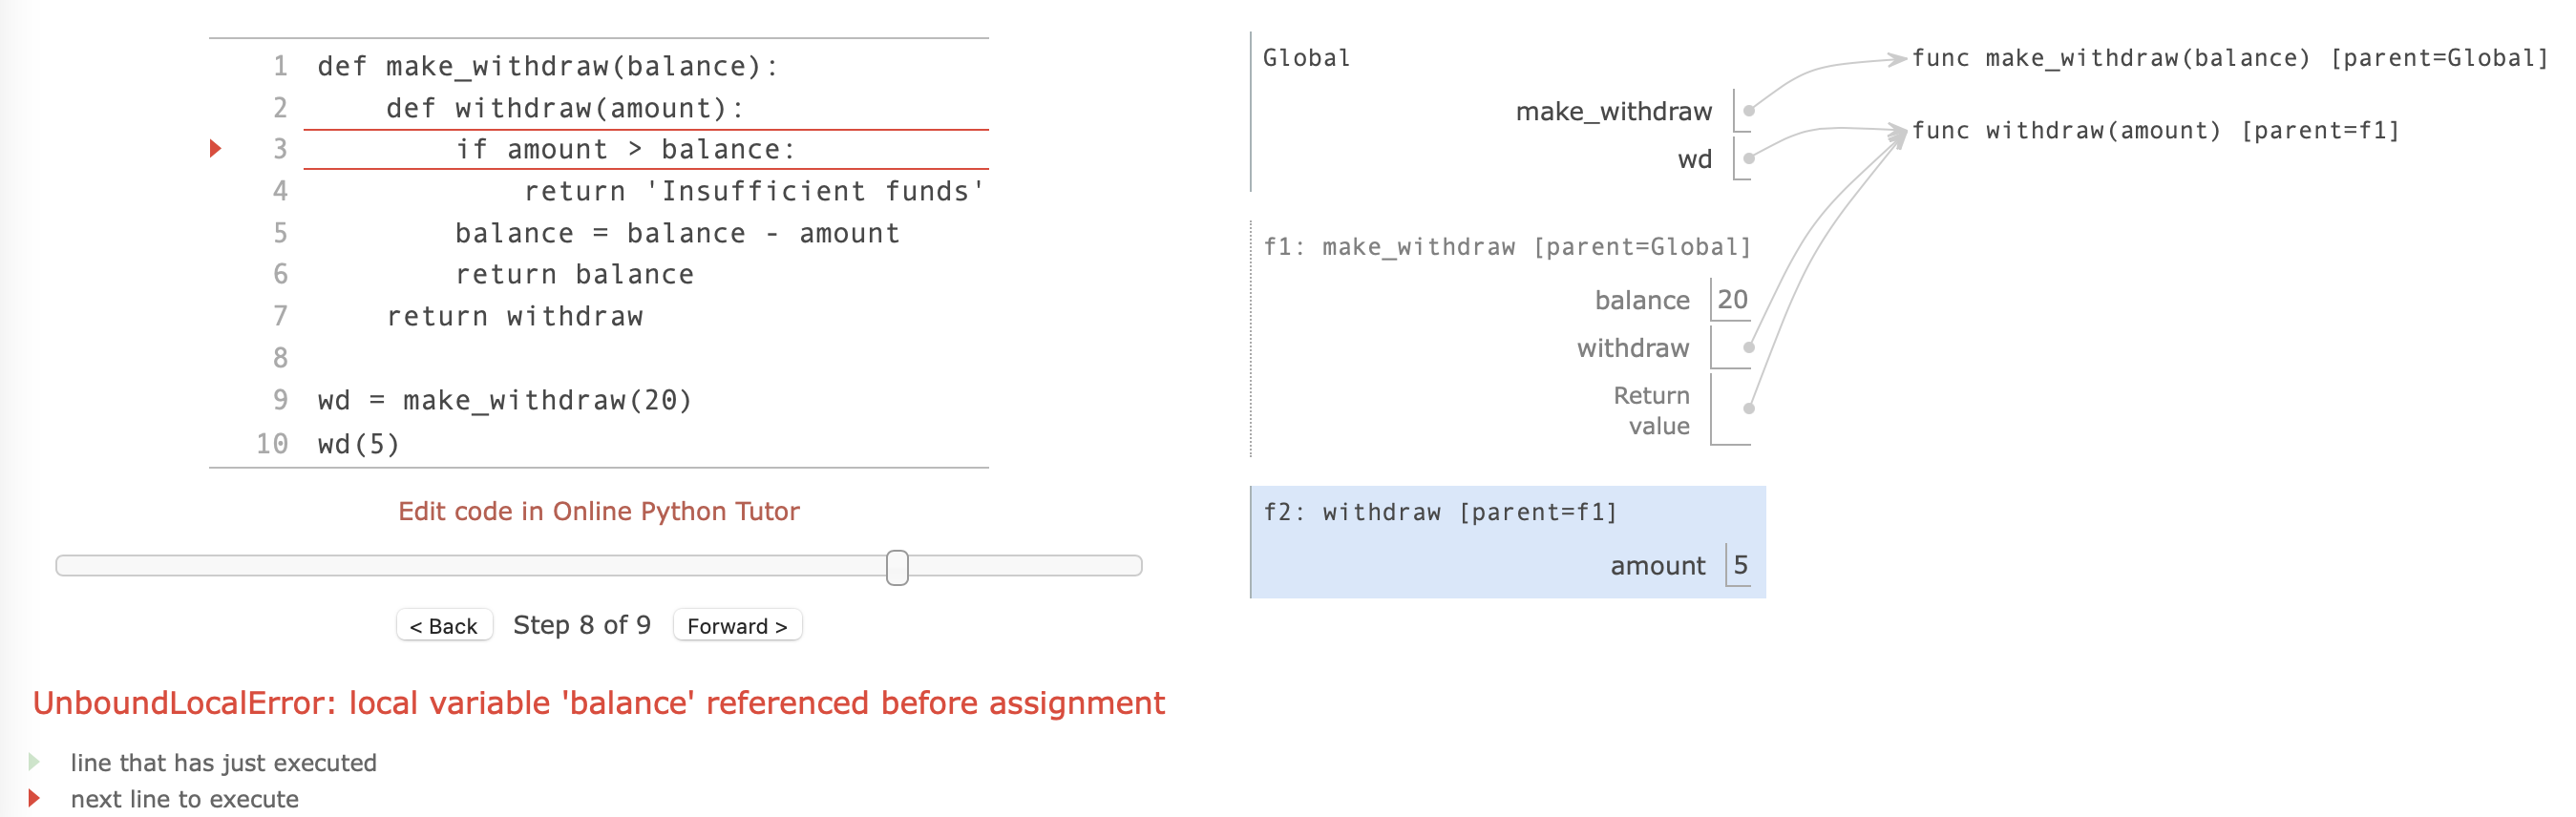 1 def make_withdraw(balance):
2     def withdraw(amount):
3         if amount > balance:
4             return 'Insufficient funds'
5         balance = balance - amount
6         return balance
7     return withdraw
8
9 wd = make_withdraw(20)
10 wd(5)
Edit code in Online Python Tutor
< Back Step 8 of 9 Forward >
UnboundLocalError: local variable 'balance' referenced before assignment
line that has just executed
next line to execute
Global
make_withdraw
wd
func make_withdraw(balance) [parent=Global]
func withdraw(amount) [parent=f1]
f1: make_withdraw [parent=Global]
balance 20
withdraw
Return
value
f2: withdraw [parent=f1]
amount 5